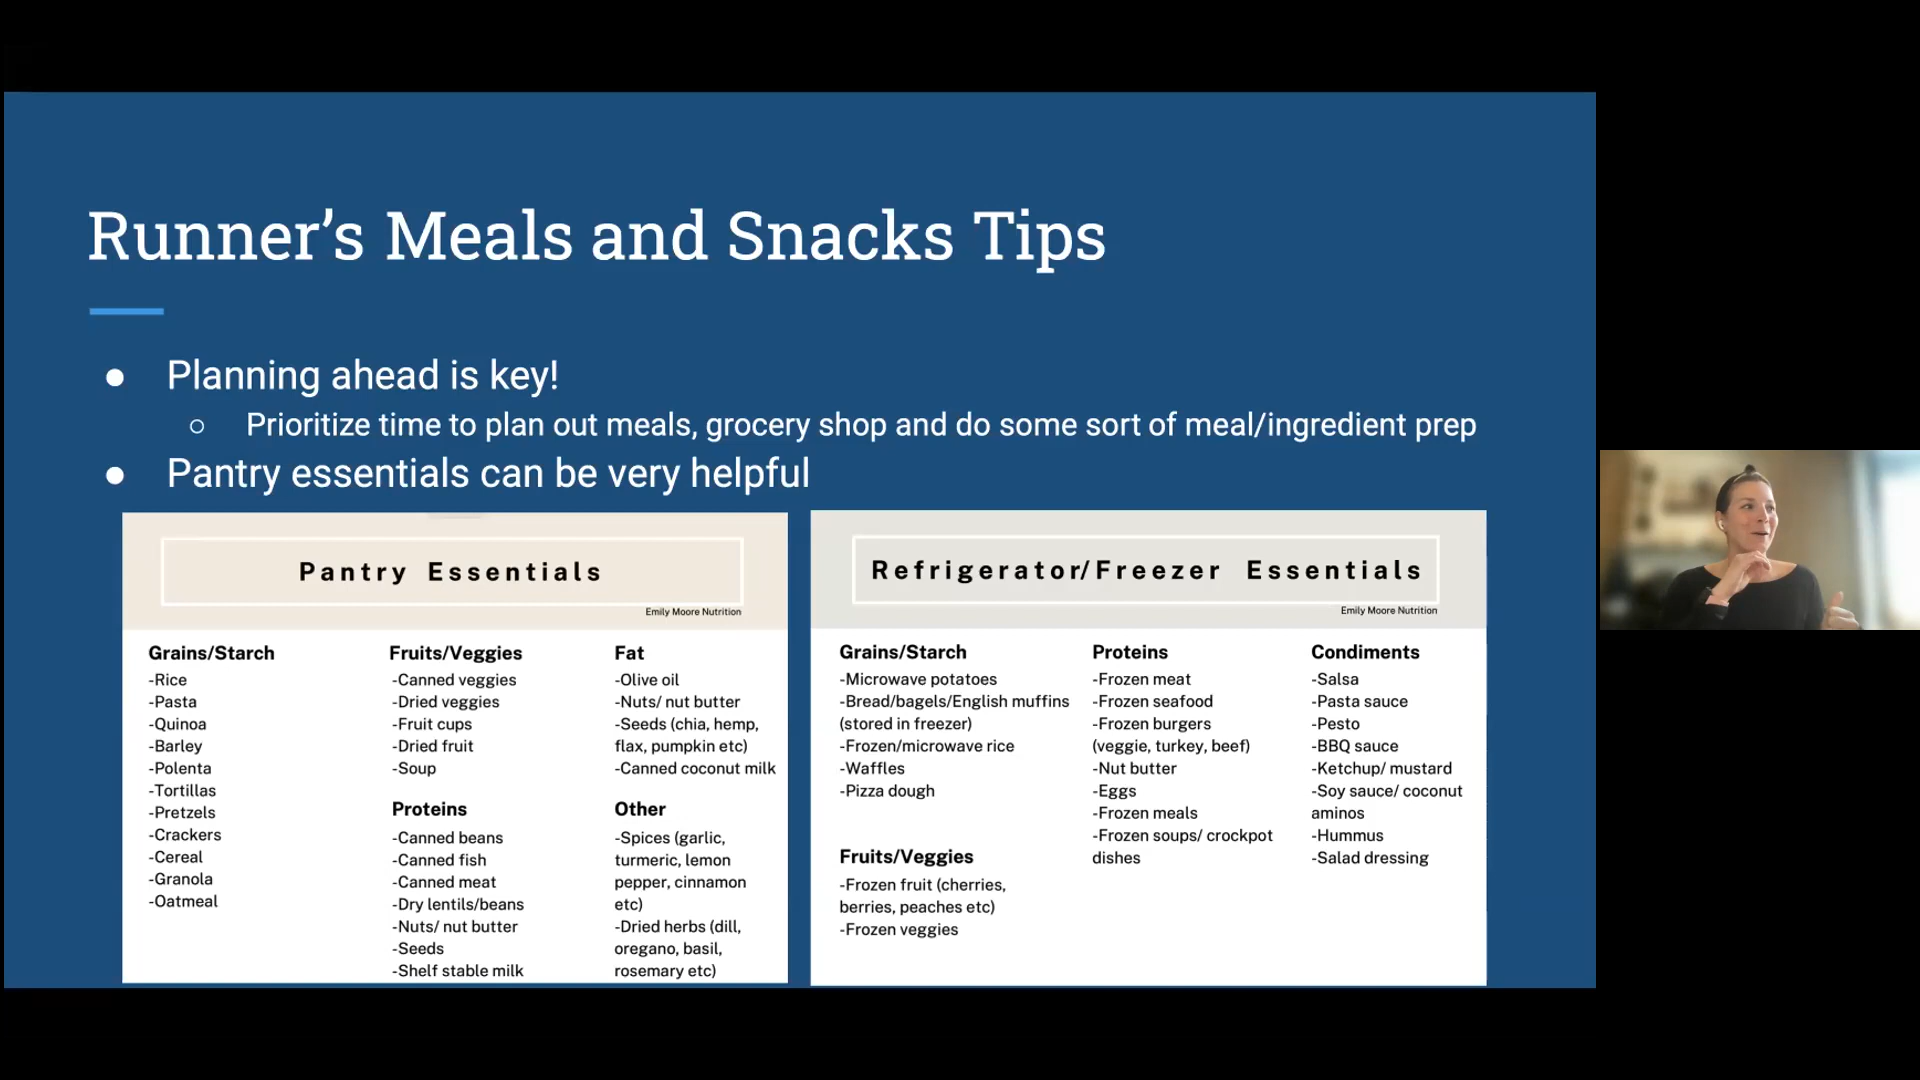 Runner’s Meals and Snacks Tips
● Planning ahead is key!
○ Prioritize time to plan out meals, grocery shop and do some sort of meal/ingredient prep
● Pantry essentials can be very helpful
Pantry Essentials
Emily Moore Nutrition
Grains/Starch
-Rice
-Pasta
-Quinoa
-Barley
-Polenta
-Tortillas
-Pretzels
-Crackers
-Cereal
-Granola
-Oatmeal
Fruits/Veggies
-Canned veggies
-Dried veggies
-Fruit cups
-Dried fruit
-Soup
Proteins
-Canned beans
-Canned fish
-Canned meat
-Dry lentils/beans
-Nuts/ nut butter
-Seeds
-Shelf stable milk
Fat
-Olive oil
-Nuts/ nut butter
-Seeds (chia, hemp,
flax, pumpkin etc)
-Canned coconut milk
Other
-Spices (garlic,
turmeric, lemon
pepper, cinnamon
etc)
-Dried herbs (dill,
oregano, basil,
rosemary etc)
Refrigerator/Freezer Essentials
Emily Moore Nutrition
Grains/Starch
-Microwave potatoes
-Bread/bagels/English muffins
(stored in freezer)
-Frozen/microwave rice
-Waffles
-Pizza dough
Fruits/Veggies
-Frozen fruit (cherries,
berries, peaches etc)
-Frozen veggies
Proteins
-Frozen meat
-Frozen seafood
-Frozen burgers
(veggie, turkey, beef)
-Nut butter
-Eggs
-Frozen meals
-Frozen soups/ crockpot
dishes
Condiments
-Salsa
-Pasta sauce
-Pesto
-BBQ sauce
-Ketchup/ mustard
-Soy sauce/ coconut
aminos
-Hummus
-Salad dressing